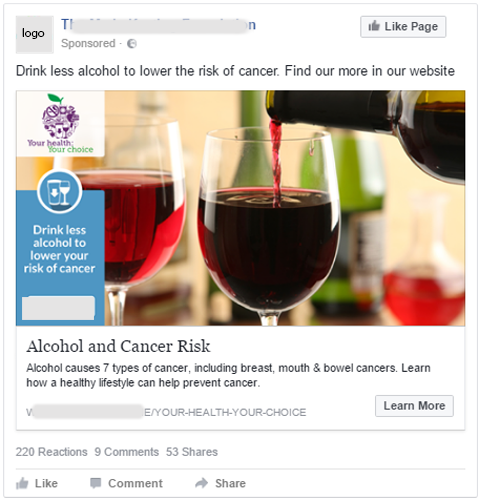 logo
Like Page
Sponsored ·
Drink less alcohol to lower the risk of cancer. Find our more in our website
Your health:
Your choice
Drink less
alcohol to
lower your
risk of cancer
Alcohol and Cancer Risk
Alcohol causes 7 types of cancer, including breast, mouth & bowel cancers. Learn
how a healthy lifestyle can help prevent cancer.
E/YOUR-HEALTH-YOUR-CHOICE
Learn More
220 Reactions 9 Comments 53 Shares
Like Comment Share